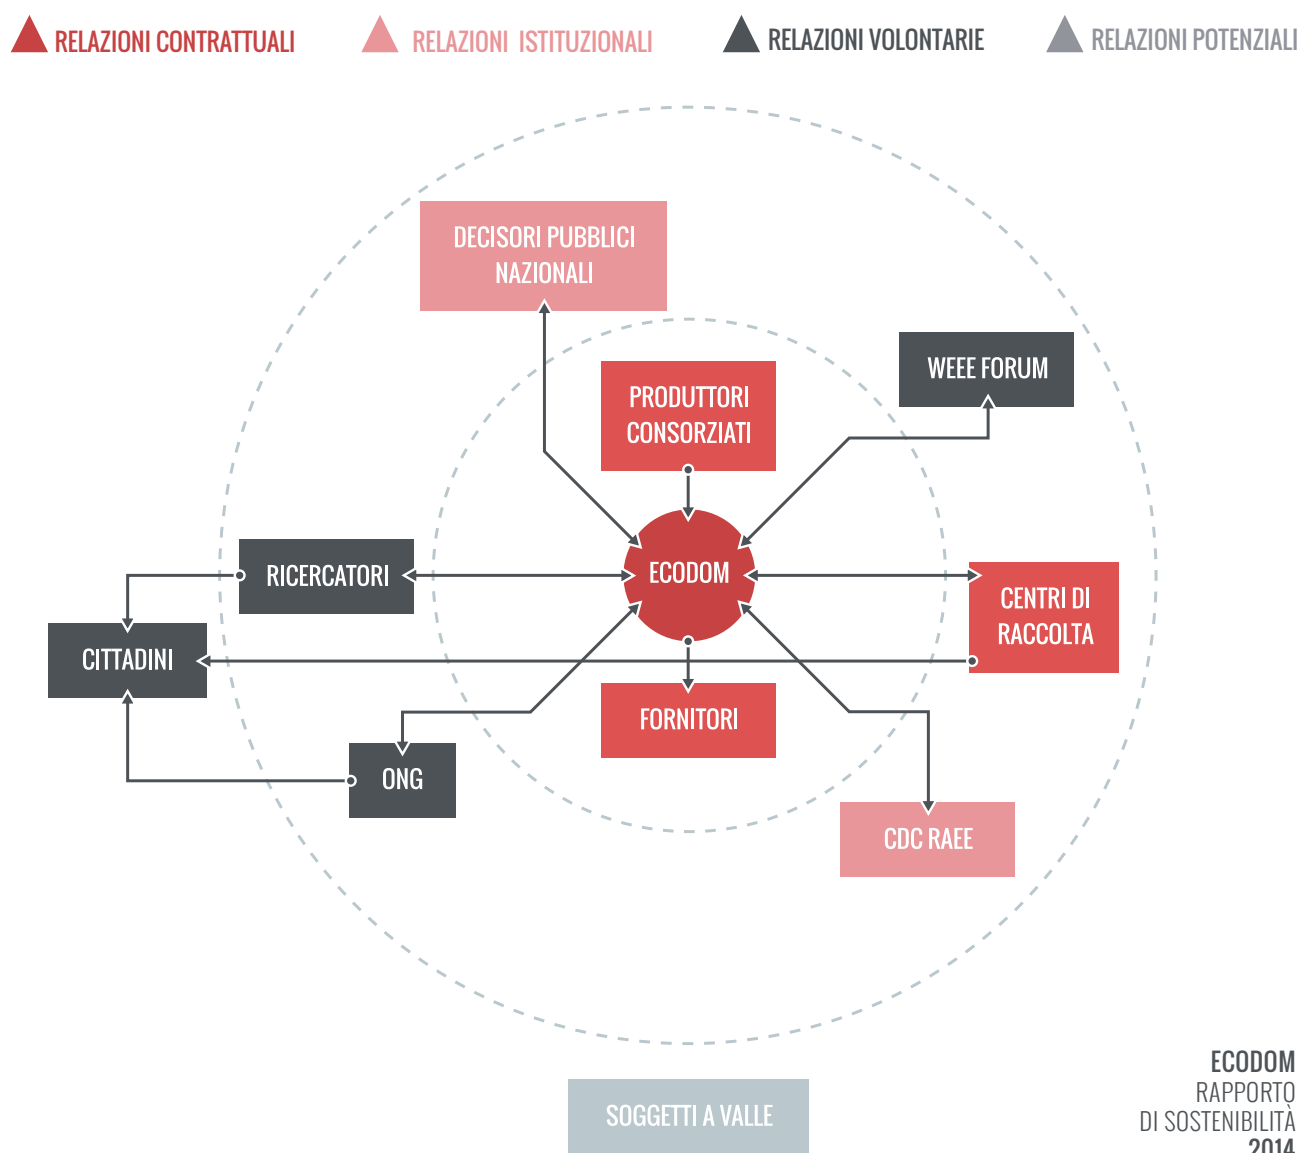 RELAZIONI CONTRATTUALI
RELAZIONI ISTITUZIONALI
RELAZIONI VOLONTARIE
RELAZIONI POTENZIALI
DECISORI PUBBLICI
NAZIONALI
WEEE FORUM
PRODUTTORI
CONSORZIATI
RICERCATORI
ECODOM
CENTRI DI
RACCOLTA
CITTADINI
FORNITORI
ONG
CDC RAEE
SOGGETTI A VALLE
ECODOM
RAPPORTO
DI SOSTENIBILITÀ
2014